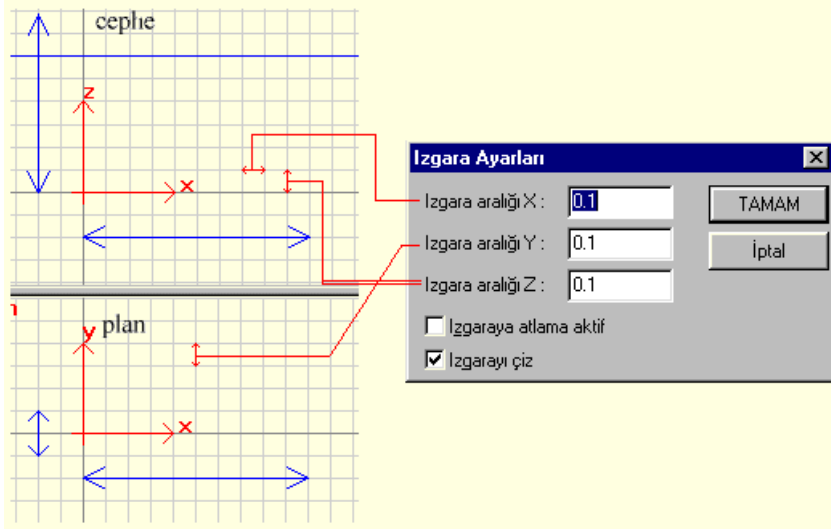 cephe
z
x
plan
y
x
Izgara Ayarları
Izgara aralığı X :
0.1
TAMAM
Izgara aralığı Y :
0.1
İptal
Izgara aralığı Z :
0.1
Izgaraya atlama aktif
Izgarayı çiz